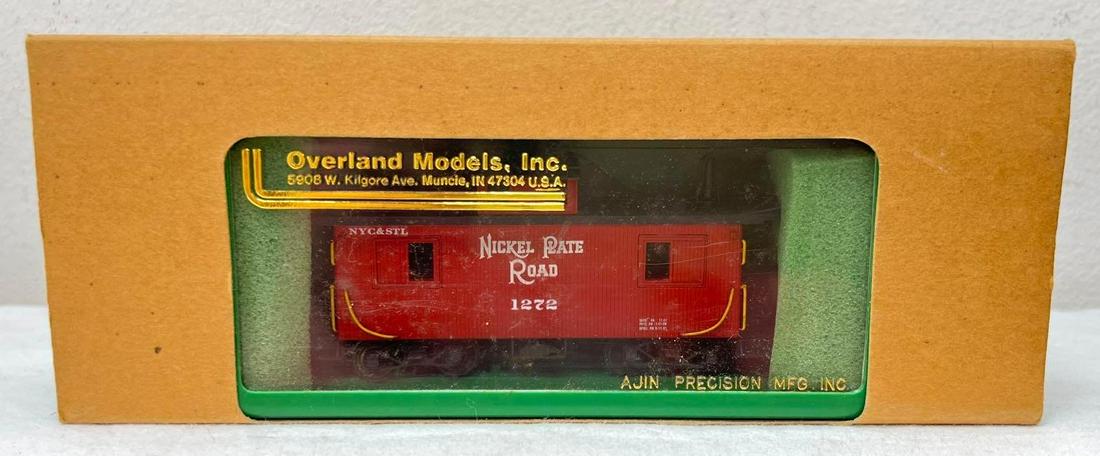 Overland Models, Inc.
5908 W. Kilgore Ave. Muncie, IN 47304 U.S.A.
NYC&STL
NICKEL PLATE
ROAD
1272
AJIN PRECISION MFG. INC